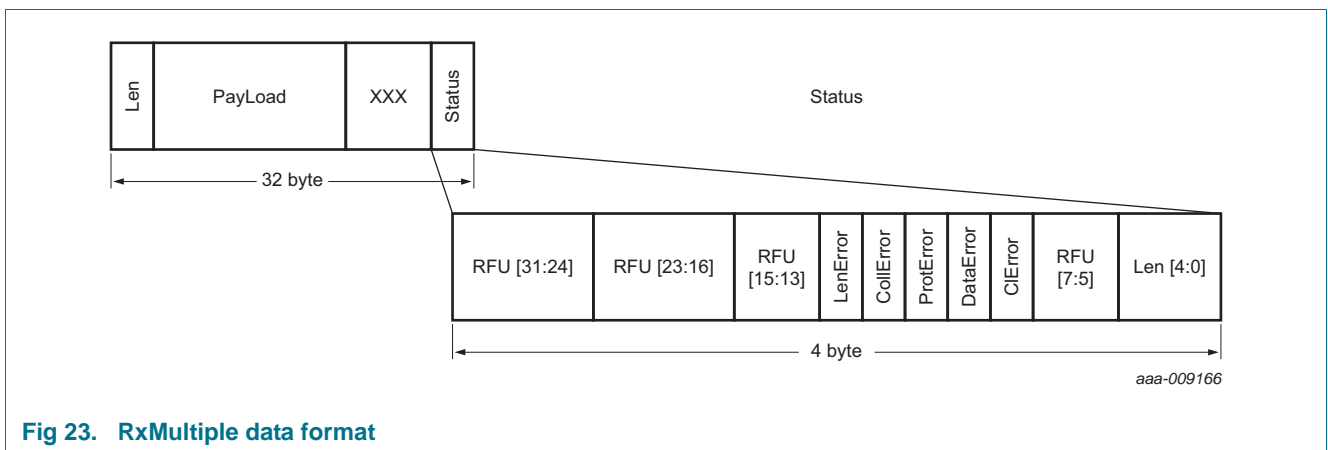 Len
PayLoad
XXX
Status
Status
32 byte
RFU [31:24]
RFU [23:16]
RFU
[15:13]
LenError
CollError
ProtError
DataError
ClError
RFU
[7:5]
Len [4:0]
4 byte
aaa-009166
Fig 23. RxMultiple data format